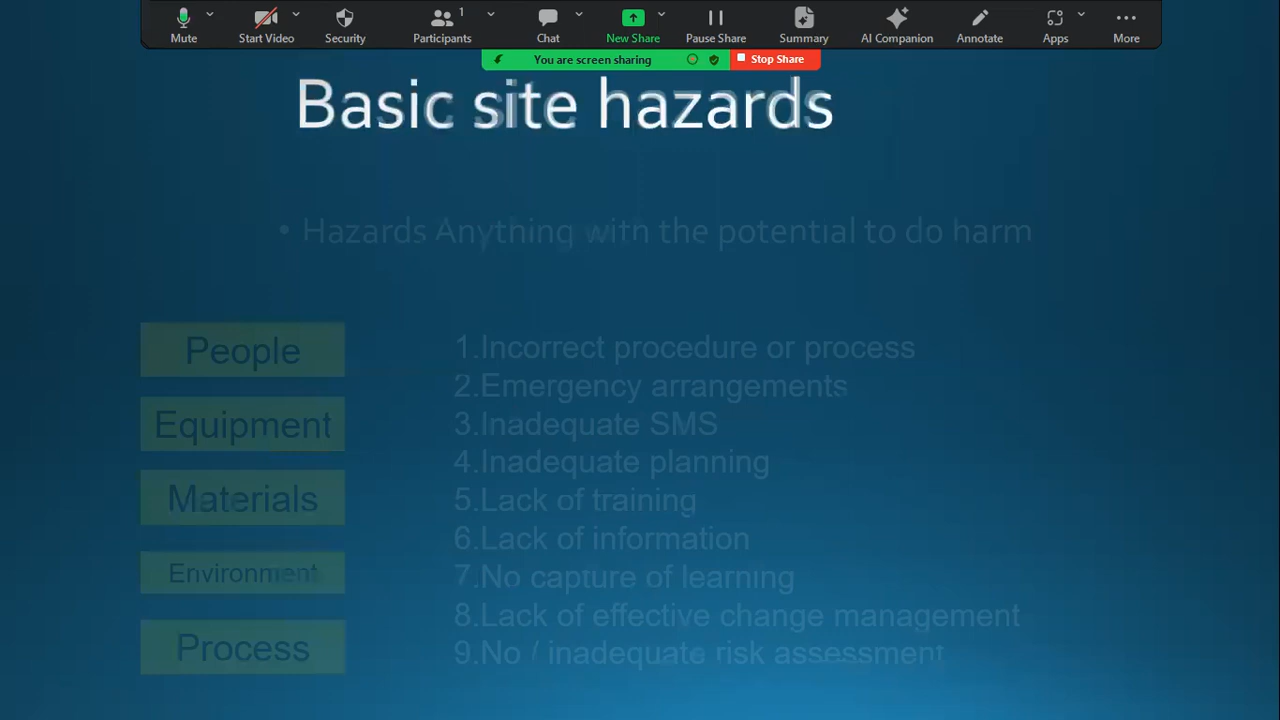 1
Mute
Start Video
Security
Participants
Chat
New Share
Pause Share
Summary
AI Companion
Annotate
Apps
More
You are screen sharing
Stop Share
Basic site hazards
• Hazards Anything with the potential to do harm
People
Equipment
Materials
Environment
Process
1.Incorrect procedure or process
2.Emergency arrangements
3.Inadequate SMS
4.Inadequate planning
5.Lack of training
6.Lack of information
7.No capture of learning
8.Lack of effective change management
9.No / inadequate risk assessment